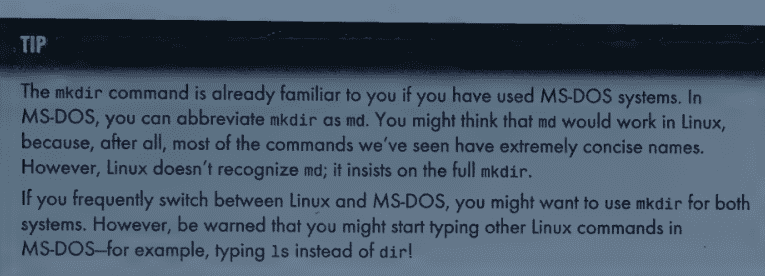 TIP
The mkdir command is already familiar to you if you have used MS-DOS systems. In
MS-DOS, you can abbreviate mkdir as md. You might think that md would work in Linux,
because, after all, most of the commands we've seen have extremely concise names.
However, Linux doesn't recognize md; it insists on the full mkdir.
If you frequently switch between Linux and MS-DOS, you might want to use mkdir for both
systems. However, be warned that you might start typing other Linux commands in
MS-DOS—for example, typing ls instead of dir!